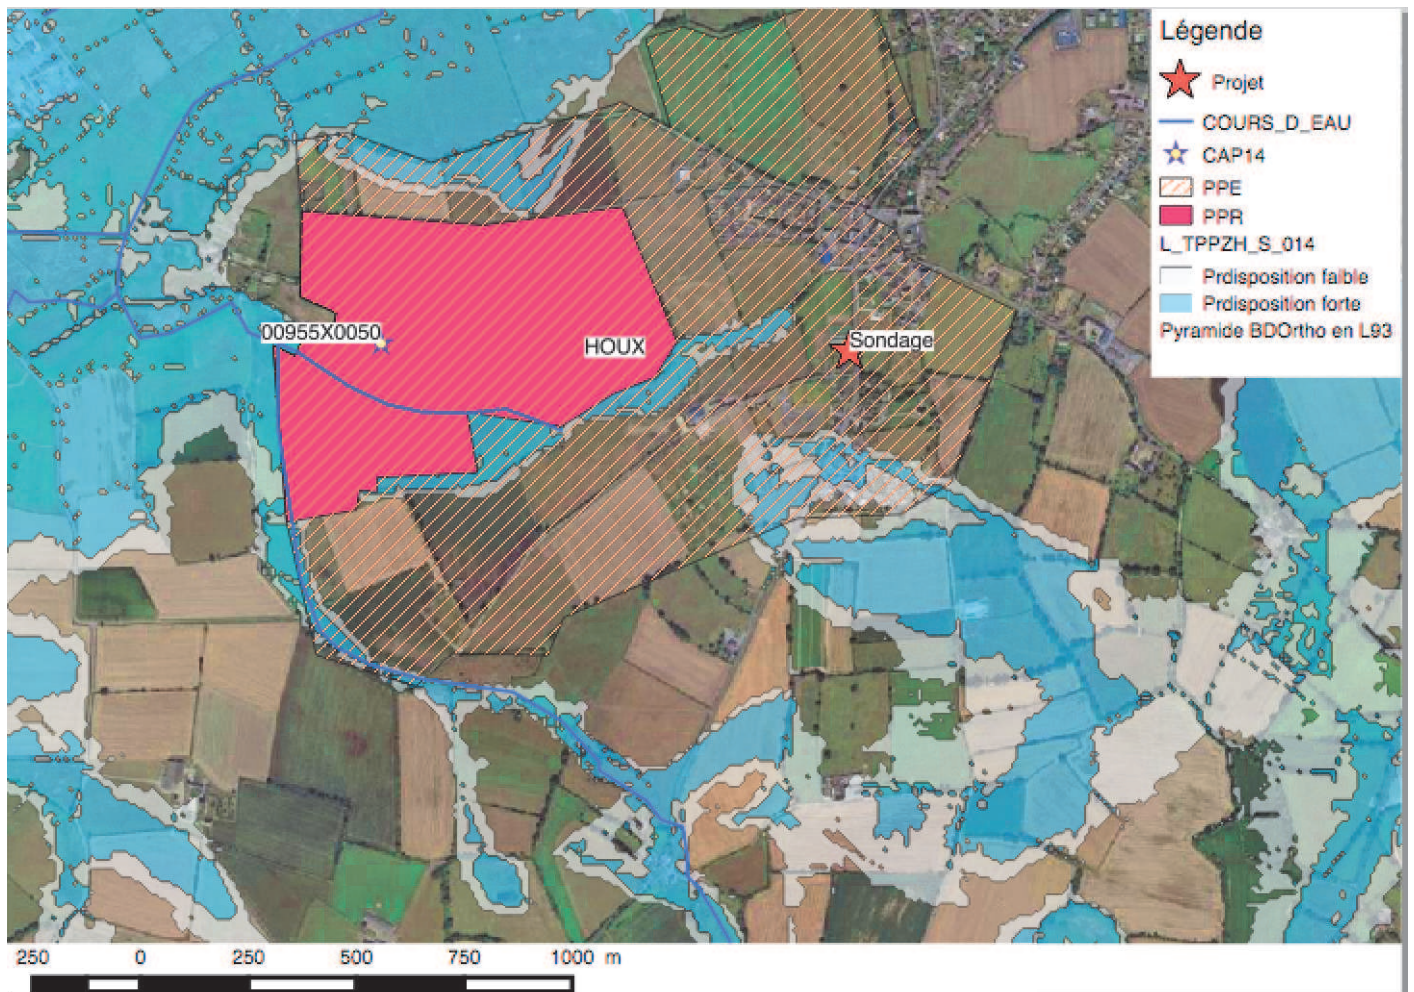 Légende
Projet
COURS_D_EAU
CAP14
PPE
PPR
L_TPPZH_S_014
Prdisposition faible
Prdisposition forte
Pyramide BDOrtho en L93
00955X0050
HOUX
Sondage
250 0 250 500 750 1000 m